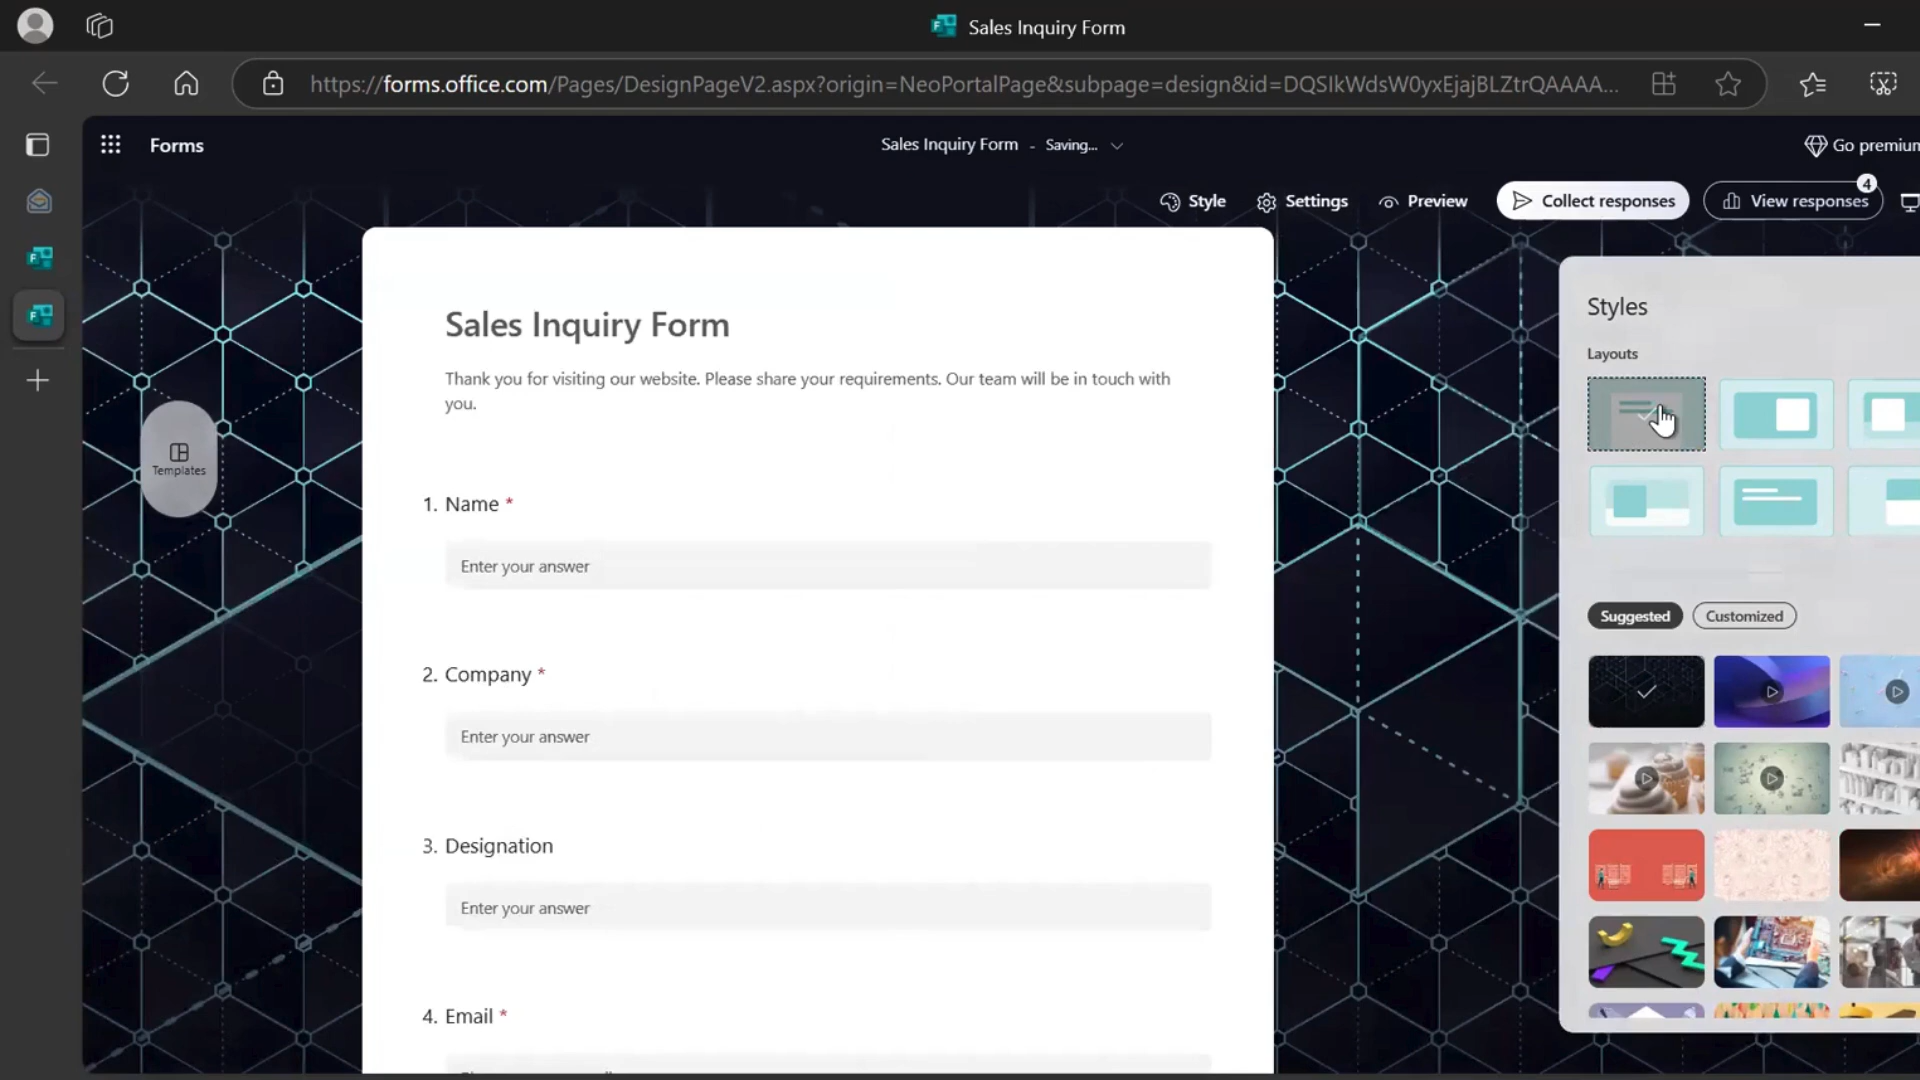 Sales Inquiry Form
https://forms.office.com/Pages/DesignPageV2.aspx?origin=NeoPortalPage&subpage=design&id=DQSIkWdsW0yxEjajBLZtrQAAAA...
Forms
Sales Inquiry Form - Saving...
Go premium
Style
Settings
Preview
Collect responses
View responses
4
Templates
Sales Inquiry Form
Thank you for visiting our website. Please share your requirements. Our team will be in touch with
you.
1. Name *
Enter your answer
2. Company *
Enter your answer
3. Designation
Enter your answer
4. Email *
Styles
Layouts
Suggested
Customized